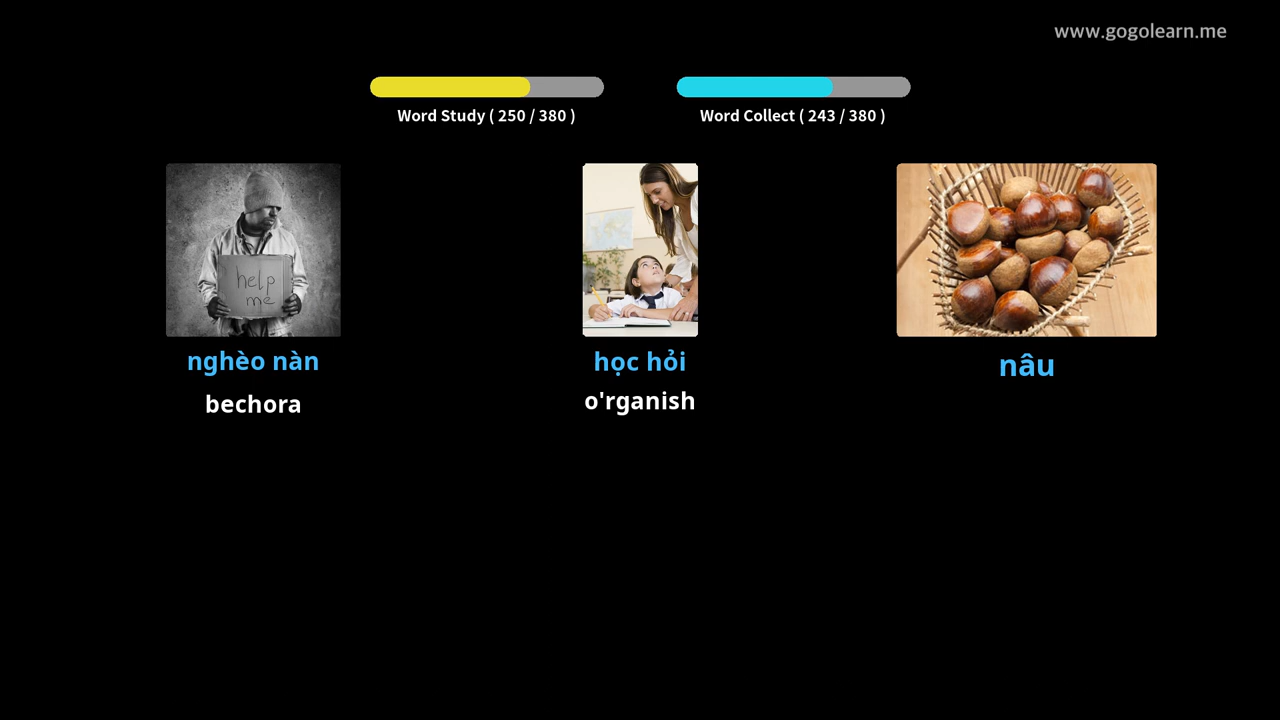 www.gogolearn.me
Word Study ( 250 / 380 )
Word Collect ( 243 / 380 )
help
me
nghèo nàn
học hỏi
nâu
bechora
o'rganish